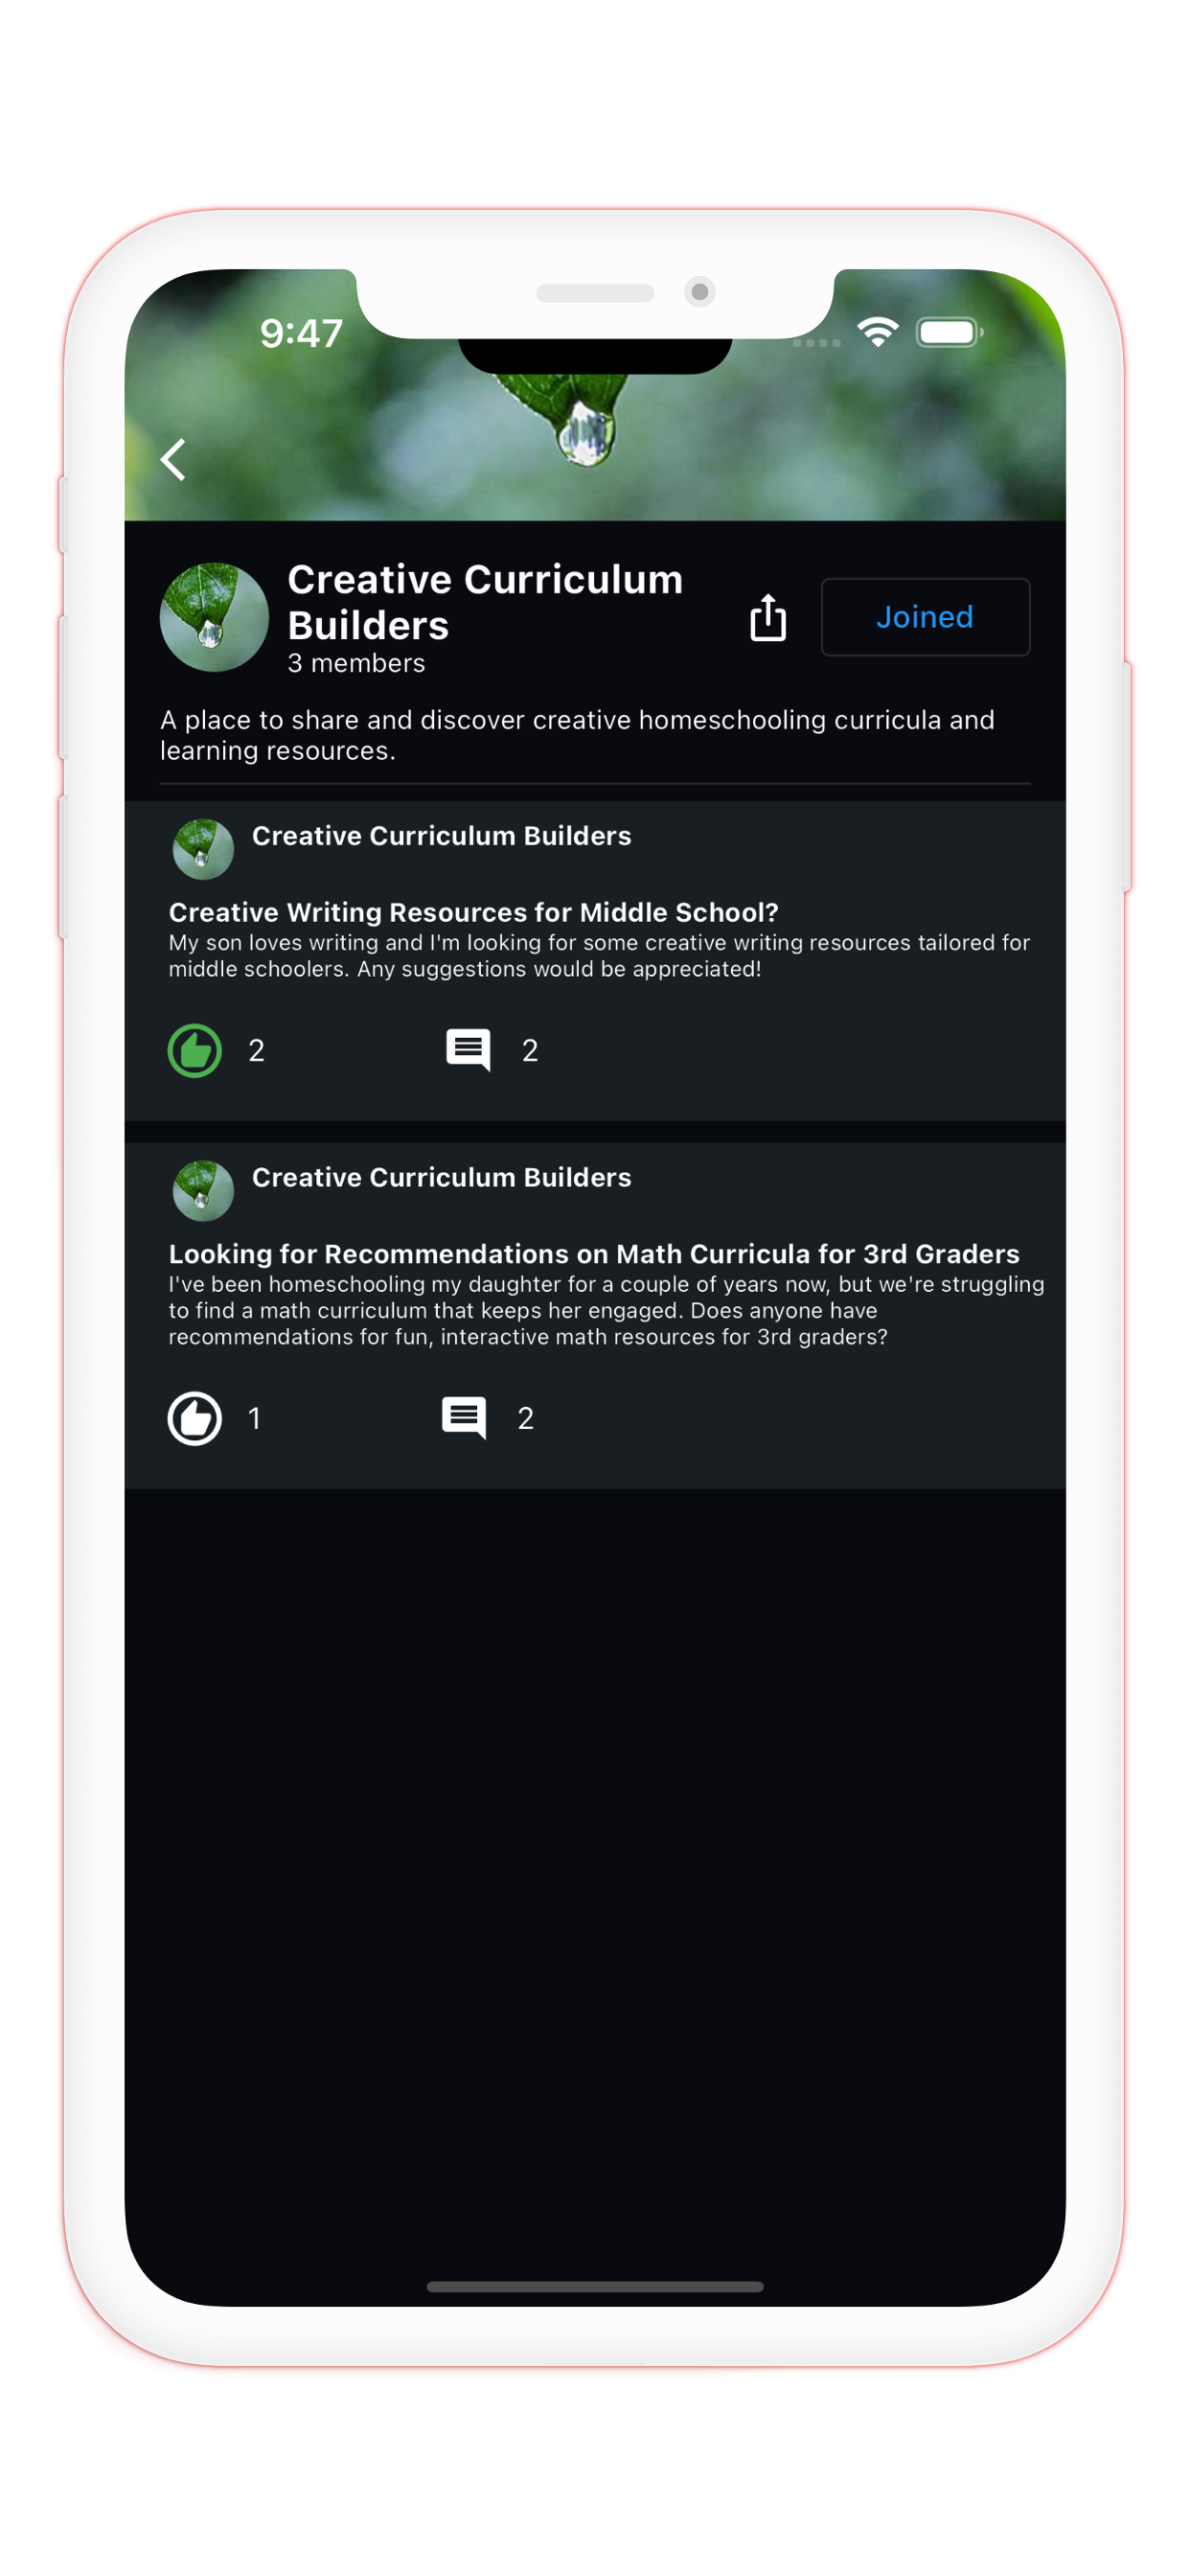 9:47
Creative Curriculum
Builders
3 members
Joined
A place to share and discover creative homeschooling curricula and
learning resources.
Creative Curriculum Builders
Creative Writing Resources for Middle School?
My son loves writing and I'm looking for some creative writing resources tailored for
middle schoolers. Any suggestions would be appreciated!
2
2
Creative Curriculum Builders
Looking for Recommendations on Math Curricula for 3rd Graders
I've been homeschooling my daughter for a couple of years now, but we're struggling
to find a math curriculum that keeps her engaged. Does anyone have
recommendations for fun, interactive math resources for 3rd graders?
1
2